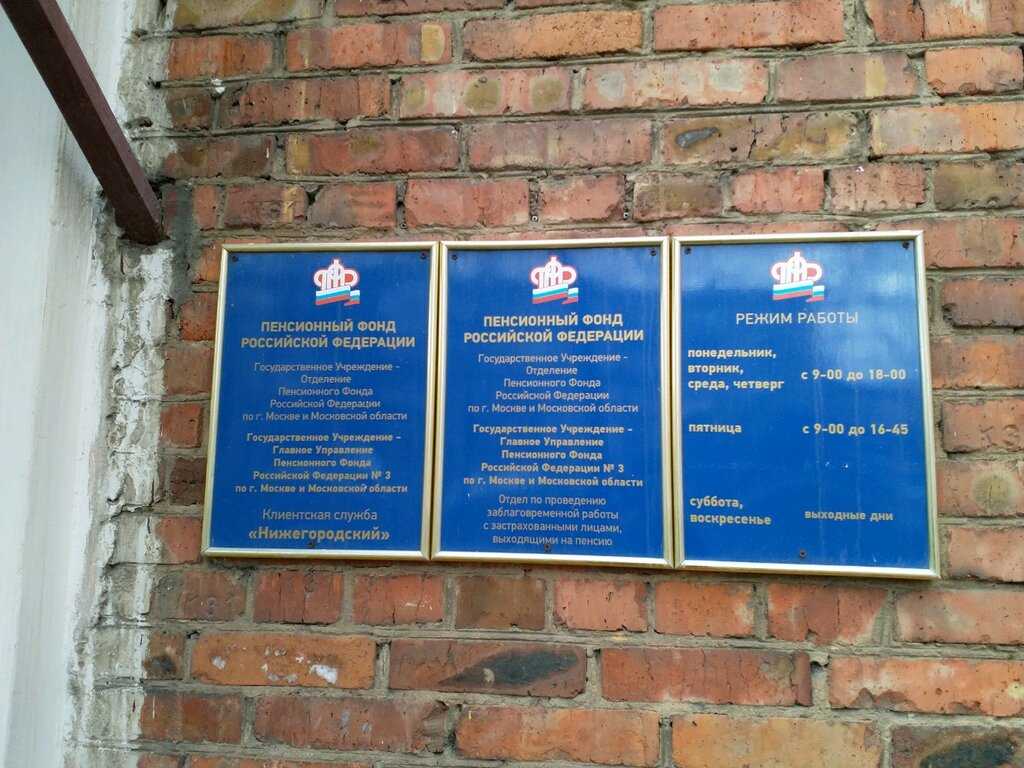 ПЕНСИОННЫЙ ФОНД
РОССИЙСКОЙ ФЕДЕРАЦИИ
Государственное Учреждение -
Отделение
Пенсионного Фонда
Российской Федерации
по г. Москве и Московской области
Государственное Учреждение –
Главное Управление
Пенсионного Фонда
Российской Федерации № 3
по г. Москве и Московской области
Клиентская служба
«Нижегородский»
ПЕНСИОННЫЙ ФОНД
РОССИЙСКОЙ ФЕДЕРАЦИИ
Государственное Учреждение -
Отделение
Пенсионного Фонда
Российской Федерации
по г. Москве и Московской области
Государственное Учреждение –
Главное Управление
Пенсионного Фонда
Российской Федерации № 3
по г. Москве и Московской области
Отдел по проведению
заблаговременной работы
с застрахованными лицами,
выходящими на пенсию
РЕЖИМ РАБОТЫ
понедельник,
вторник,
среда, четверг с 9-00 до 18-00
пятница с 9-00 до 16-45
суббота,
воскресенье выходные дни